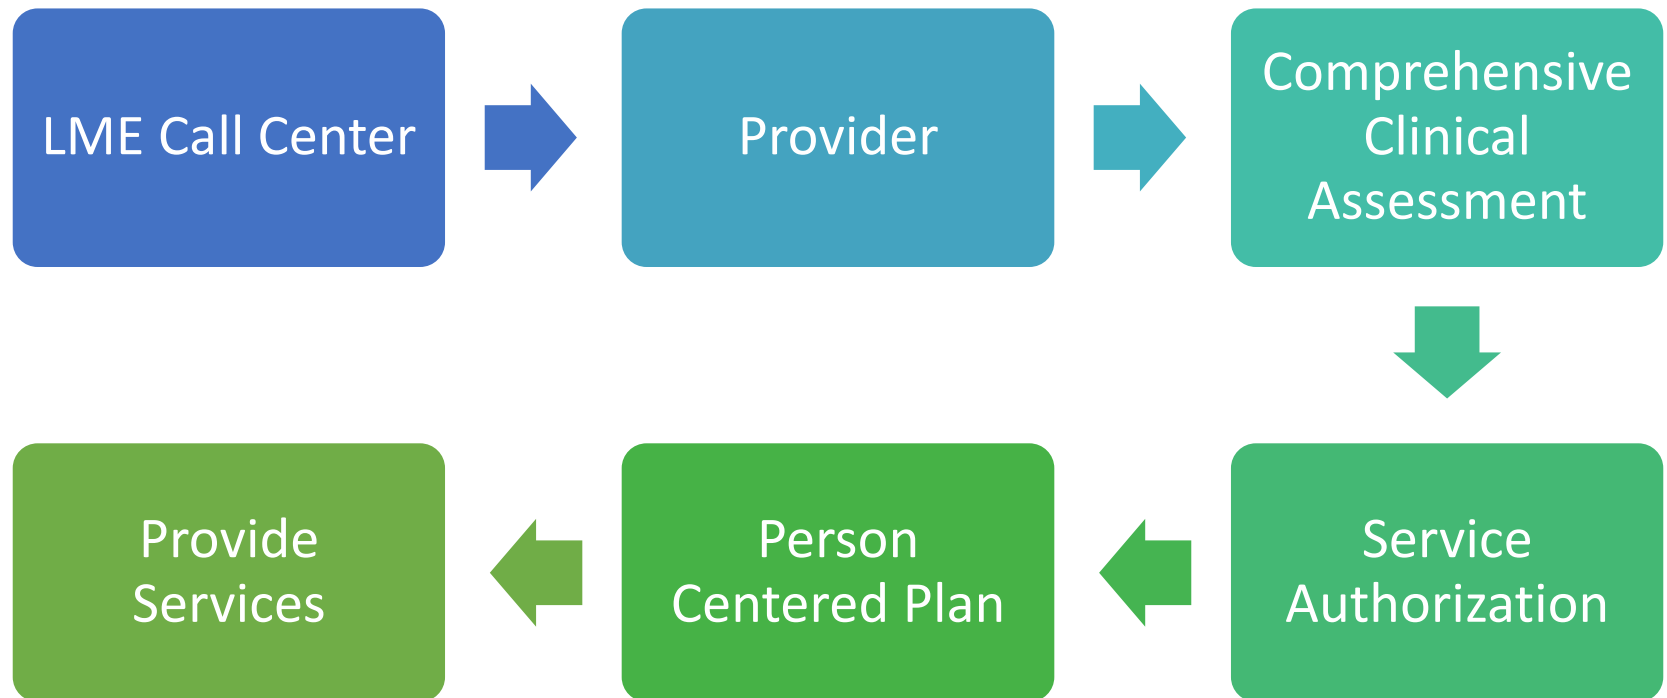 LME Call Center
Provider
Comprehensive
Clinical
Assessment
Service
Authorization
Person
Centered Plan
Provide
Services